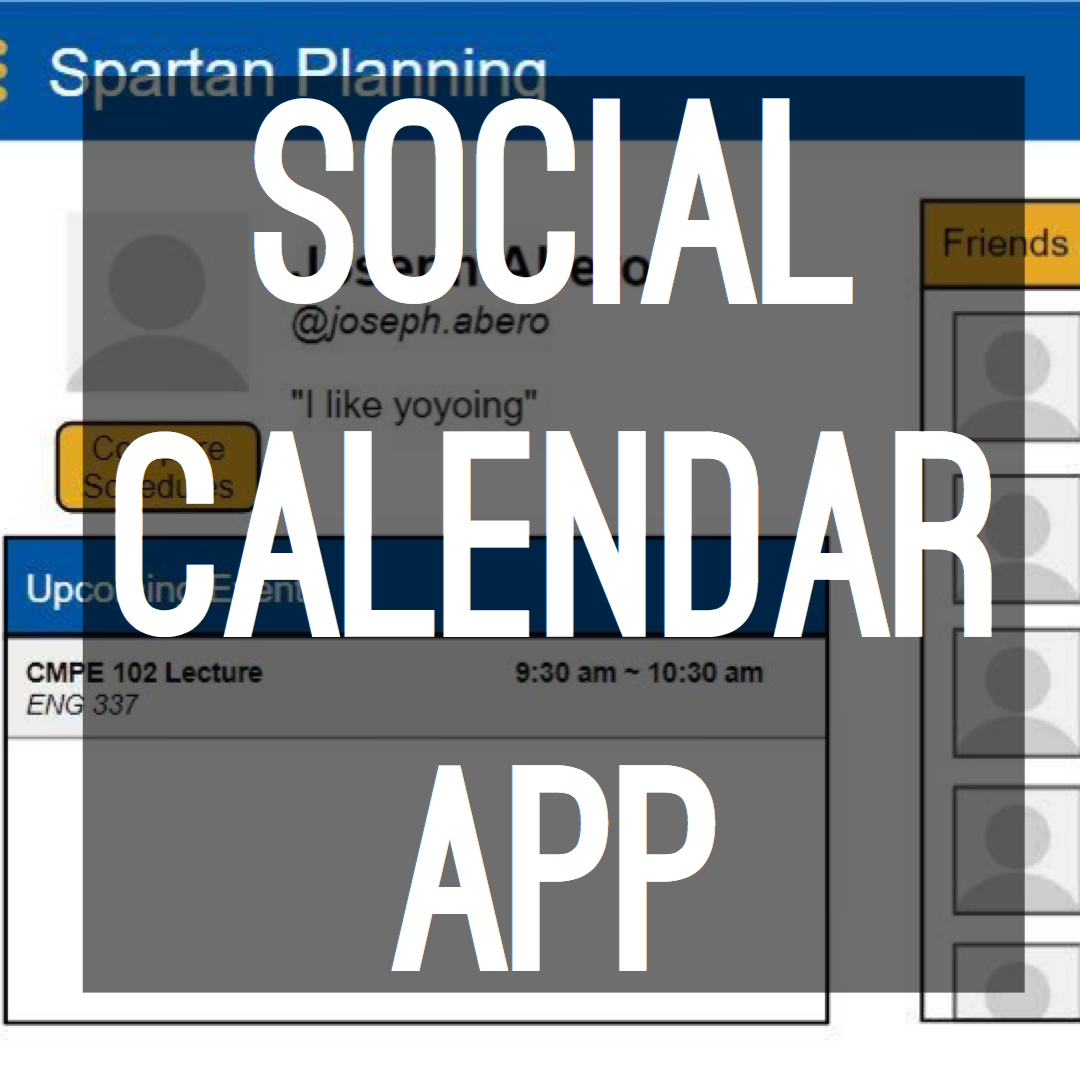 Spartan Planning
SOCIAL
Friends
Joseph Abero
@joseph.abero
"I like yoyoing"
Compare
Schedules
CALENDAR
Upcoming Events
CMPE 102 Lecture 9:30 am ~ 10:30 am
ENG 337
APP